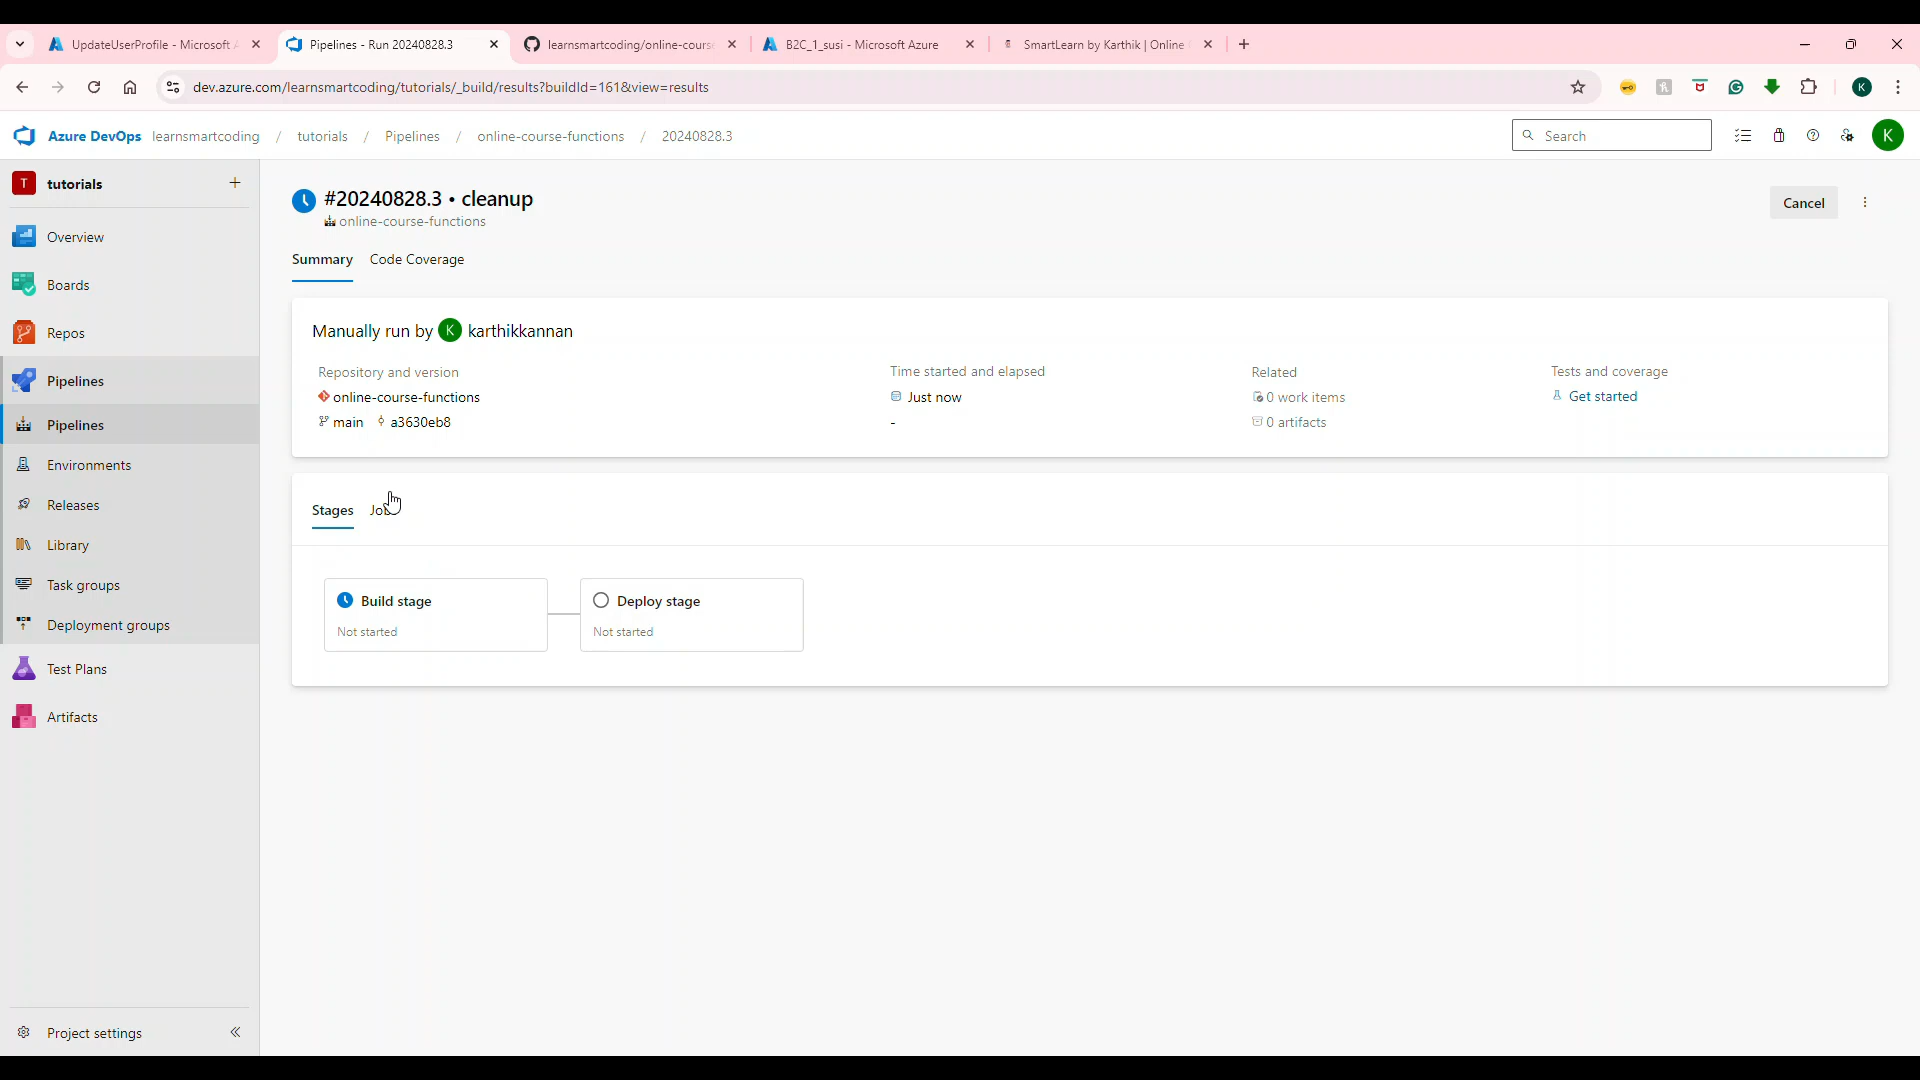 UpdateUserProfile - Microsoft
Pipelines - Run 20240828.3
learnsmartcoding/online-cours
B2C_1_susi - Microsoft Azure
SmartLearn by Karthik | Online
dev.azure.com/learnsmartcoding/tutorials/_build/results?buildId=161&view=results
K
Azure DevOps learnsmartcoding / tutorials / Pipelines / online-course-functions / 20240828.3
Search
K
T tutorials
Overview
Boards
Repos
Pipelines
Pipelines
Environments
Releases
Library
Task groups
Deployment groups
Test Plans
Artifacts
Project settings
#20240828.3 • cleanup
online-course-functions
Cancel
Summary Code Coverage
Manually run by K karthikkannan
Repository and version
online-course-functions
main a3630eb8
Time started and elapsed
Just now
-
Related
0 work items
0 artifacts
Tests and coverage
Get started
Stages
Build stage
Not started
Deploy stage
Not started